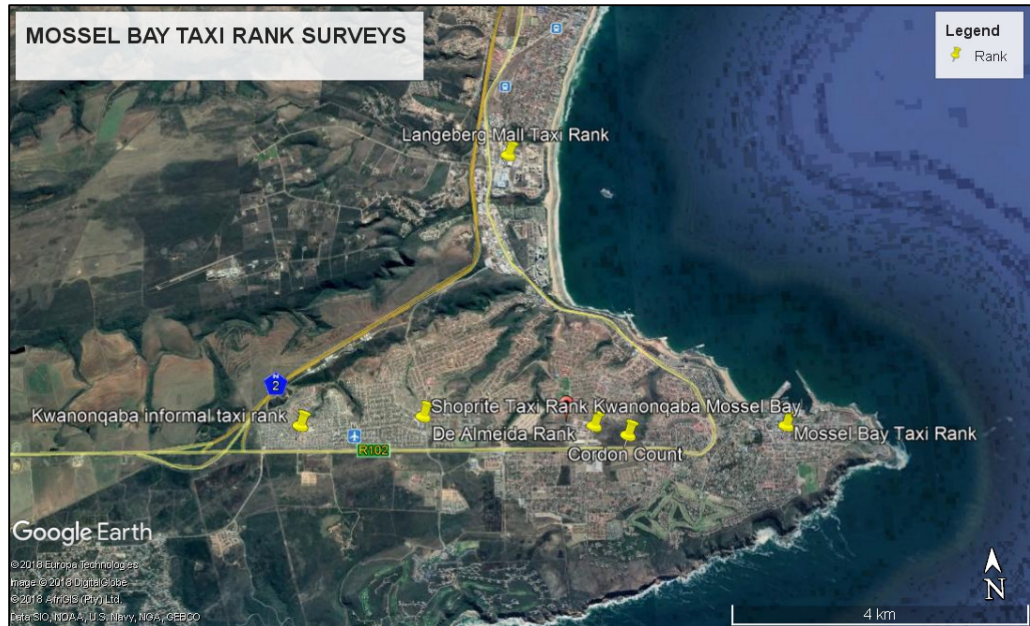 MOSSEL BAY TAXI RANK SURVEYS
Legend
Rank
Langeberg Mall Taxi Rank
N
2
Kwanonqaba informal taxi rank
Shoprite Taxi Rank Kwanonqaba Mossel Bay
De Almeida Rank
Mossel Bay Taxi Rank
Cordon Count
R102
Google Earth
© 2018 Europa Technologies
Image © 2018 DigitalGlobe
© 2018 AfriGIS (Pty) Ltd.
Data SIO, NOAA, U.S. Navy, NGA, GEBCO
N
4 km